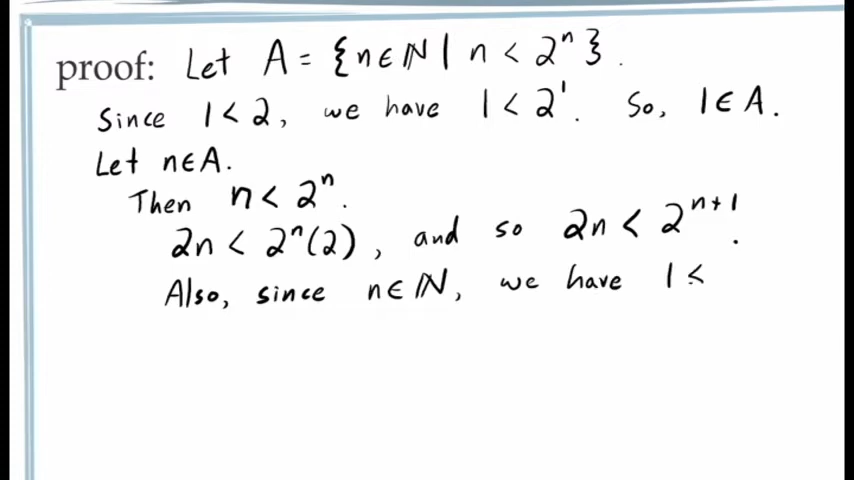 proof: Let A = {n∈ℕ | n < 2ⁿ}.
Since 1 < 2, we have 1 < 2¹. So, 1∈A.
Let n∈A.
Then n < 2ⁿ.
2n < 2ⁿ(2), and so 2n < 2ⁿ⁺¹.
Also, since n∈ℕ, we have 1 ≤